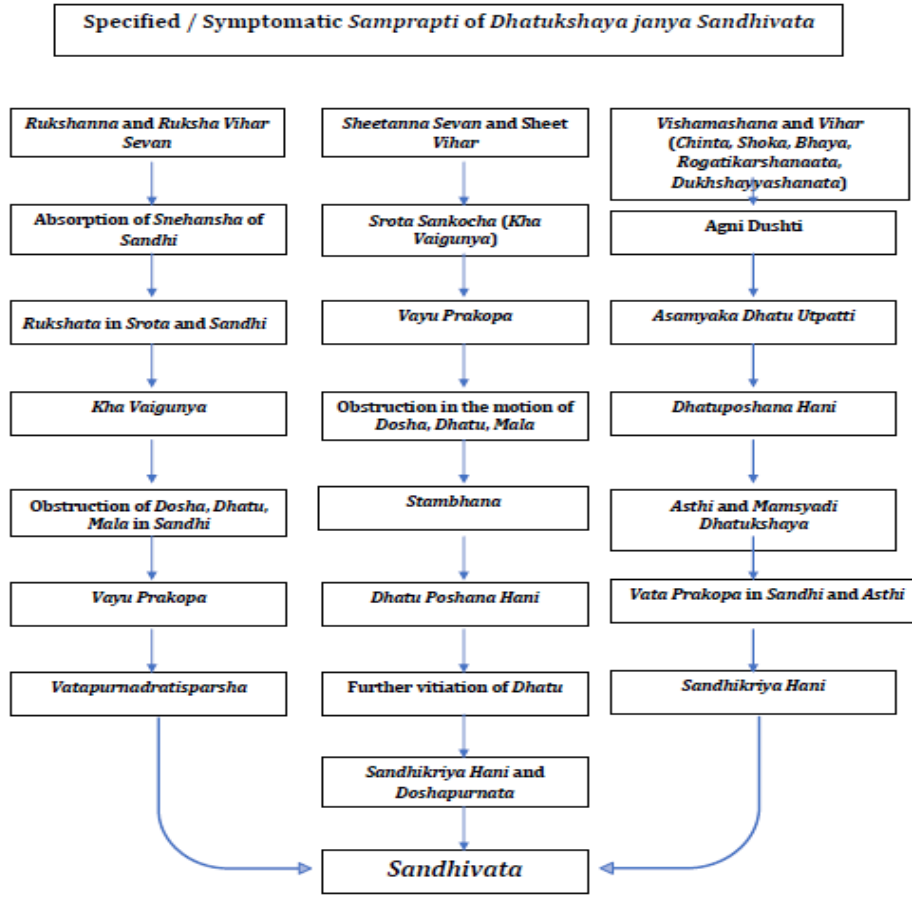 Specified / Symptomatic Samprapti of Dhatukshaya janya Sandhivata
Rukshanna and Ruksha Vihar
Sevan
Absorption of Snehansha of
Sandhi
Rukshata in Srota and Sandhi
Kha Vaigunya
Obstruction of Dosha, Dhatu,
Mala in Sandhi
Vayu Prakopa
Vatapurnadratisparsha
Sheetanna Sevan and Sheet
Vihar
Srota Sankocha (Kha
Vaigunya)
Vayu Prakopa
Obstruction in the motion of
Dosha, Dhatu, Mala
Stambhana
Dhatu Poshana Hani
Further vitiation of Dhatu
Sandhikriya Hani and
Doshapurnata
Vishamashana and Vihar
(Chinta, Shoka, Bhaya,
Rogatikarshanaata,
Dukhshayyashanata)
Agni Dushti
Asamyaka Dhatu Utpatti
Dhatuposhana Hani
Asthi and Mamsyadi
Dhatukshaya
Vata Prakopa in Sandhi and Asthi
Sandhikriya Hani
Sandhivata